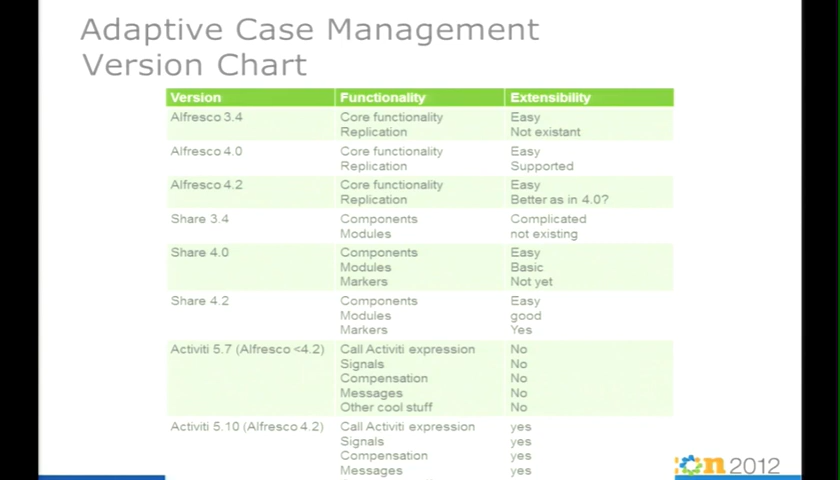 Adaptive Case Management
Version Chart
Version Functionality Extensibility
Alfresco 3.4 Core functionality Easy
Replication Not existant
Alfresco 4.0 Core functionality Easy
Replication Supported
Alfresco 4.2 Core functionality Easy
Replication Better as in 4.0?
Share 3.4 Components Complicated
Modules not existing
Share 4.0 Components Easy
Modules Basic
Markers Not yet
Share 4.2 Components Easy
Modules good
Markers Yes
Activiti 5.7 (Alfresco <4.2) Call Activiti expression No
Signals No
Compensation No
Messages No
Other cool stuff No
Activiti 5.10 (Alfresco 4.2) Call Activiti expression yes
Signals yes
Compensation yes
Messages yes
on 2012